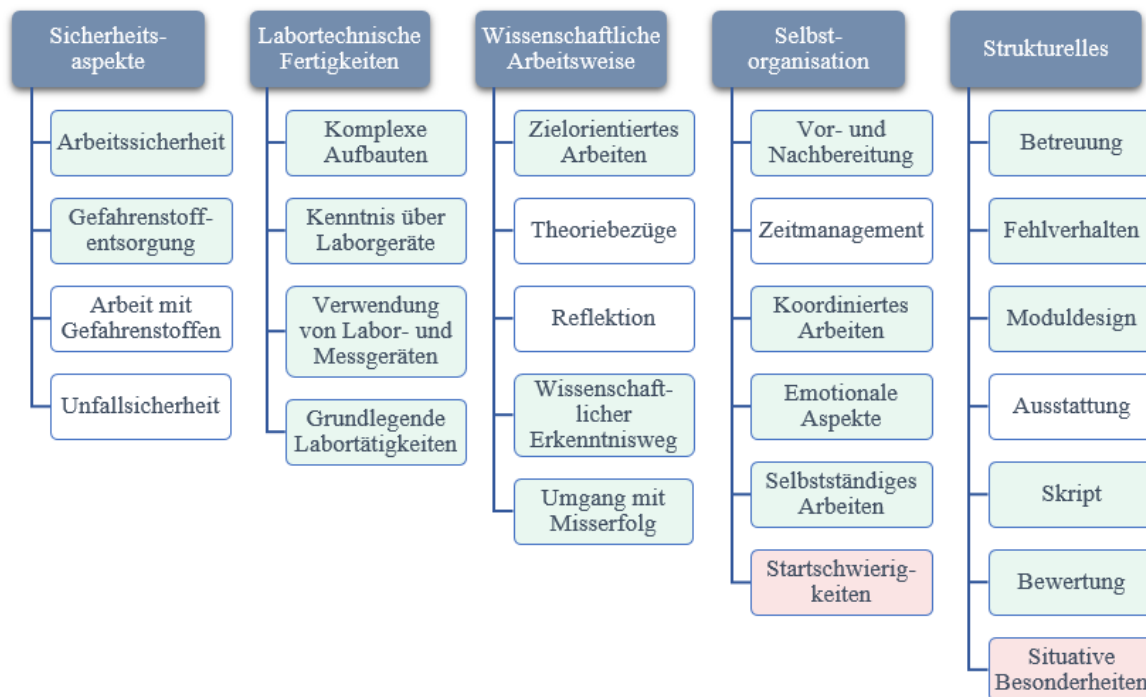 Sicherheits-
aspekte
Arbeitssicherheit
Gefahrenstoff-
entsorgung
Arbeit mit
Gefahrenstoffen
Unfallsicherheit
Labortechnische
Fertigkeiten
Komplexe
Aufbauten
Kenntnis über
Laborgeräte
Verwendung
von Labor- und
Messgeräten
Grundlegende
Labortätigkeiten
Wissenschaftliche
Arbeitsweise
Zielorientiertes
Arbeiten
Theoriebezüge
Reflektion
Wissenschaft-
licher
Erkenntnisweg
Umgang mit
Misserfolg
Selbst-
organisation
Vor- und
Nachbereitung
Zeitmanagement
Koordiniertes
Arbeiten
Emotionale
Aspekte
Selbstständiges
Arbeiten
Startschwierig-
keiten
Strukturelles
Betreuung
Fehlverhalten
Moduldesign
Ausstattung
Skript
Bewertung
Situative
Besonderheiten